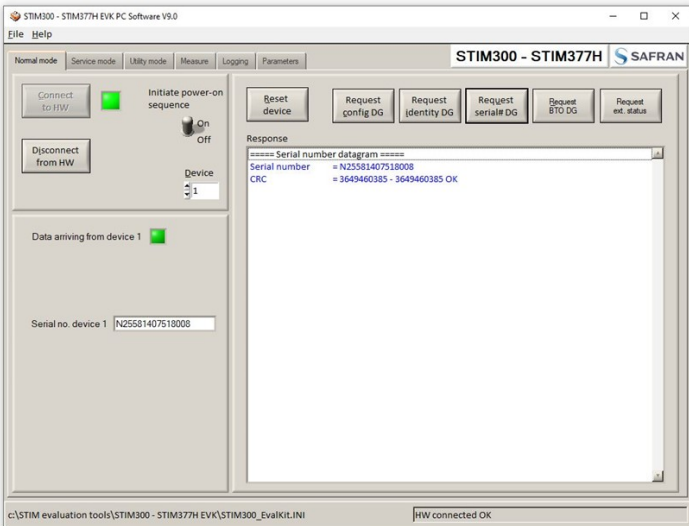 STIM300 - STIM377H EVK PC Software V9.0
File Help
Normal mode Service mode Utility mode Measure Logging Parameters
STIM300 - STIM377H SAFRAN
Connect to HW
Initiate power-on sequence
On
Off
Disconnect from HW
Device
1
Reset device
Request config DG
Request identity DG
Request serial# DG
Request BTO DG
Request ext. status
Response
===== Serial number datagram =====
Serial number = N25581407518008
CRC = 3649460385 - 3649460385 OK
Data arriving from device 1
Serial no. device 1 N25581407518008
c:\STIM evaluation tools\STIM300 - STIM377H EVK\STIM300_EvalKit.INI
HW connected OK